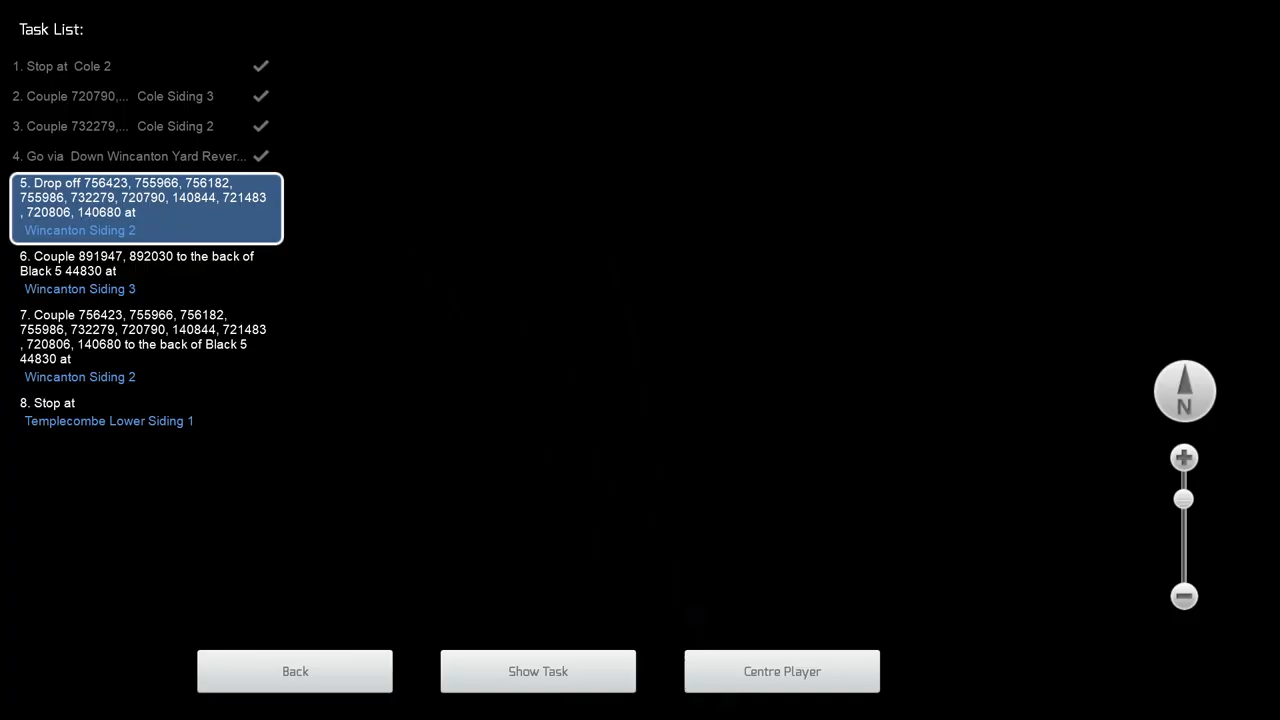 Task List:
1. Stop at  Cole 2
2. Couple 720790,...  Cole Siding 3
3. Couple 732279,...  Cole Siding 2
4. Go via  Down Wincanton Yard Rever...
5. Drop off 756423, 755966, 756182,
755986, 732279, 720790, 140844, 721483
, 720806, 140680 at
Wincanton Siding 2
6. Couple 891947, 892030 to the back of
Black 5 44830 at
Wincanton Siding 3
7. Couple 756423, 755966, 756182,
755986, 732279, 720790, 140844, 721483
, 720806, 140680 to the back of Black 5
44830 at
Wincanton Siding 2
8. Stop at
Templecombe Lower Siding 1
N
Back
Show Task
Centre Player